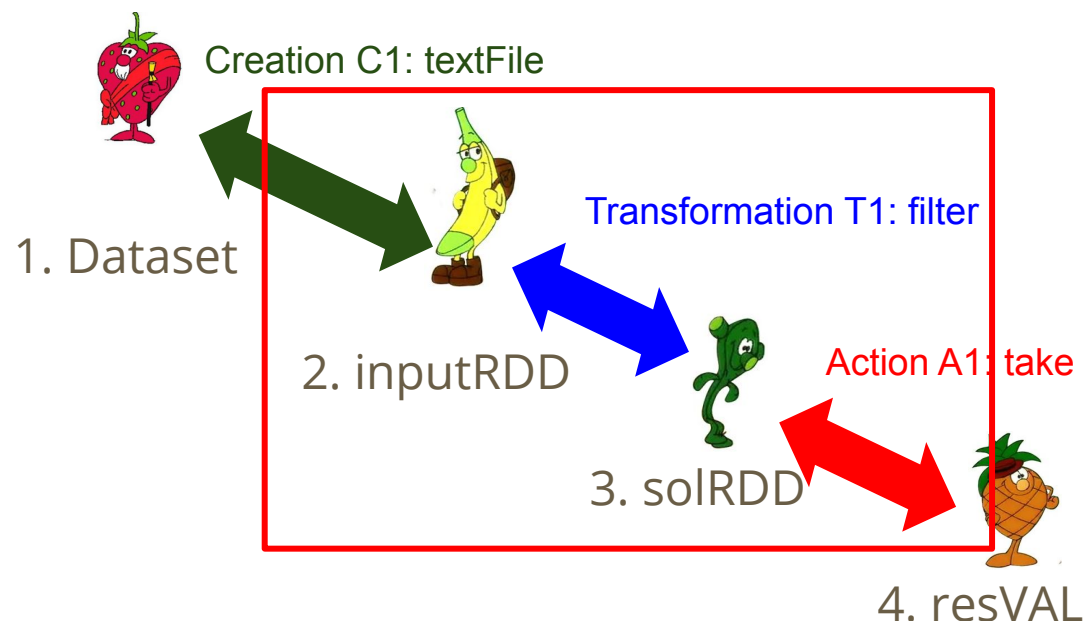 Creation C1: textFile
1. Dataset
Transformation T1: filter
2. inputRDD
Action A1: take
3. solRDD
4. resVAL